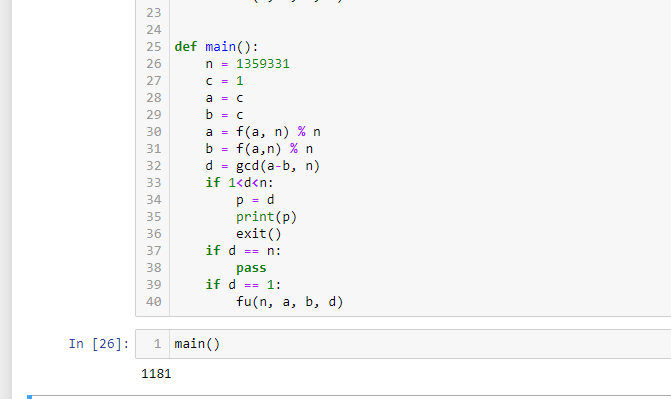 23
24
25 def main():
26     n = 1359331
27     c = 1
28     a = c
29     b = c
30     a = f(a, n) % n
31     b = f(a,n) % n
32     d = gcd(a-b, n)
33     if 1<d<n:
34         p = d
35         print(p)
36         exit()
37     if d == n:
38         pass
39     if d == 1:
40         fu(n, a, b, d)
In [26]: 1 main()
1181